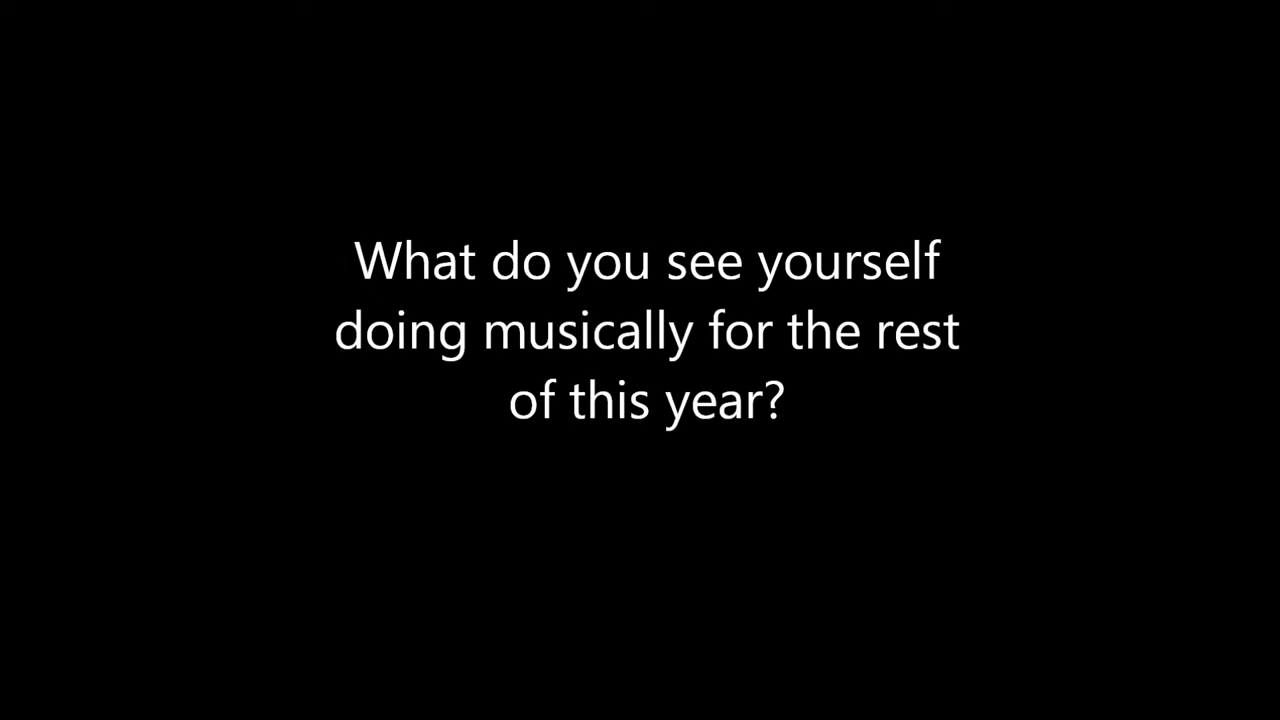 What do you see yourself
doing musically for the rest
of this year?